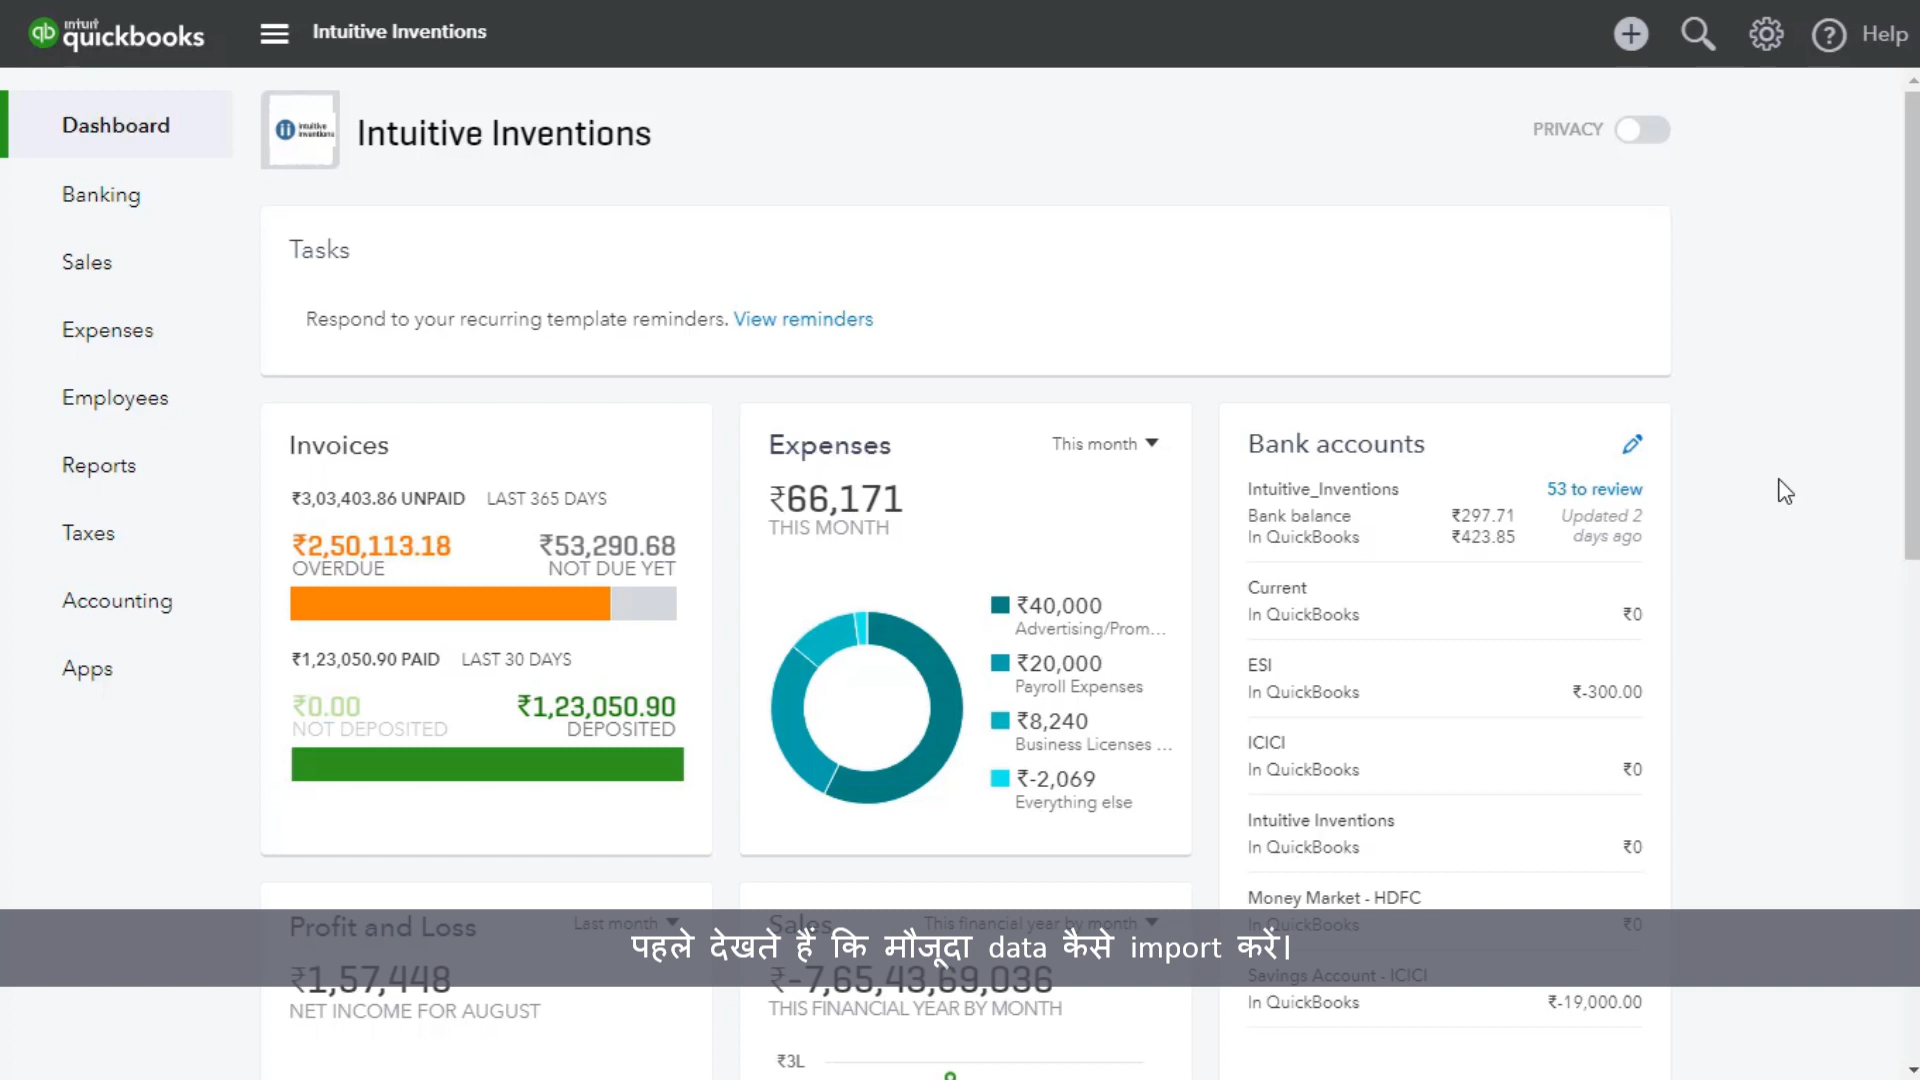 intuit
quickbooks
Intuitive Inventions
Help
Dashboard
Banking
Sales
Expenses
Employees
Reports
Taxes
Accounting
Apps
intuitive
inventions
Intuitive Inventions
PRIVACY
Tasks
Respond to your recurring template reminders. View reminders
Invoices
₹3,03,403.86 UNPAID LAST 365 DAYS
₹2,50,113.18 ₹53,290.68
OVERDUE NOT DUE YET
₹1,23,050.90 PAID LAST 30 DAYS
₹0.00 ₹1,23,050.90
NOT DEPOSITED DEPOSITED
Expenses This month
₹66,171
THIS MONTH
₹40,000
Advertising/Prom...
₹20,000
Payroll Expenses
₹8,240
Business Licenses ...
₹-2,069
Everything else
Bank accounts
Intuitive_Inventions 53 to review
Bank balance ₹297.71 Updated 2
In QuickBooks ₹423.85 days ago
Current
In QuickBooks ₹0
ESI
In QuickBooks ₹-300.00
ICICI
In QuickBooks ₹0
Intuitive Inventions
In QuickBooks ₹0
Money Market - HDFC
In QuickBooks ₹0
Savings Account - ICICI
In QuickBooks ₹-19,000.00
Profit and Loss Last month
₹1,57,448
NET INCOME FOR AUGUST
Sales This financial year by month
₹-7,65,43,69,036
THIS FINANCIAL YEAR BY MONTH
₹3L
पहले देखते हैं कि मौजूदा data कैसे import करें।